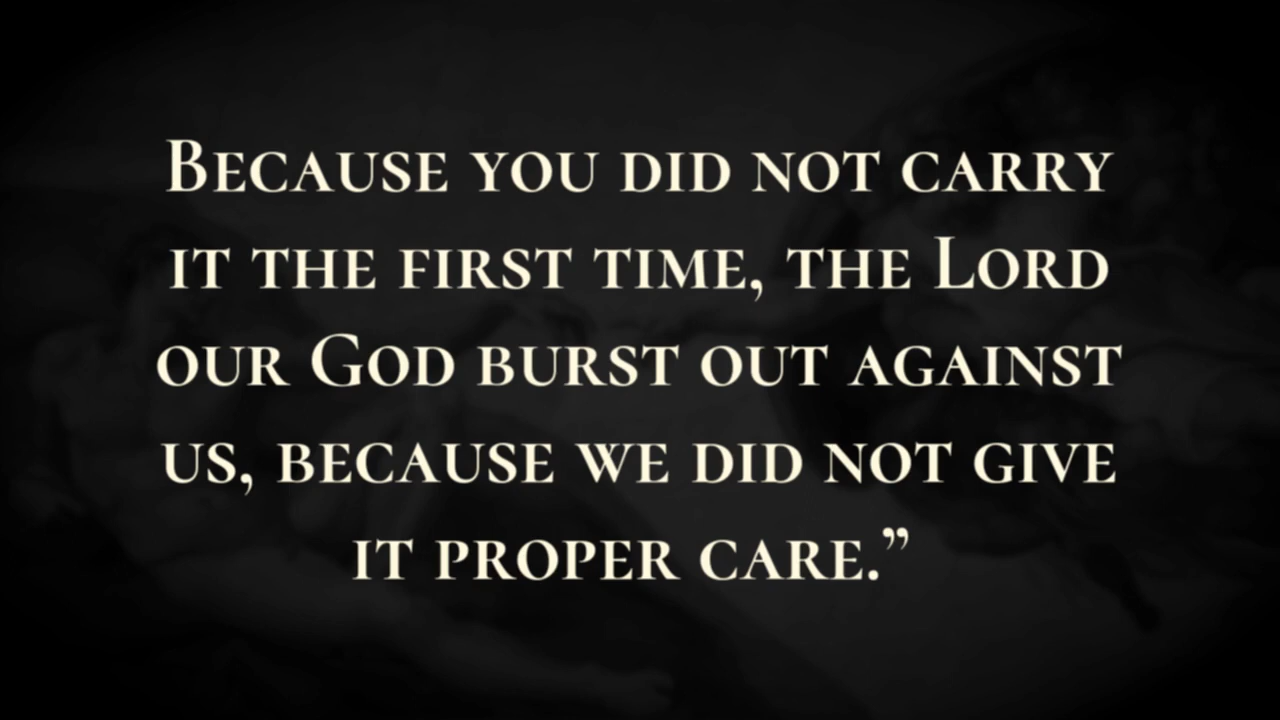 Because you did not carry
it the first time, the Lord
our God burst out against
us, because we did not give
it proper care.”